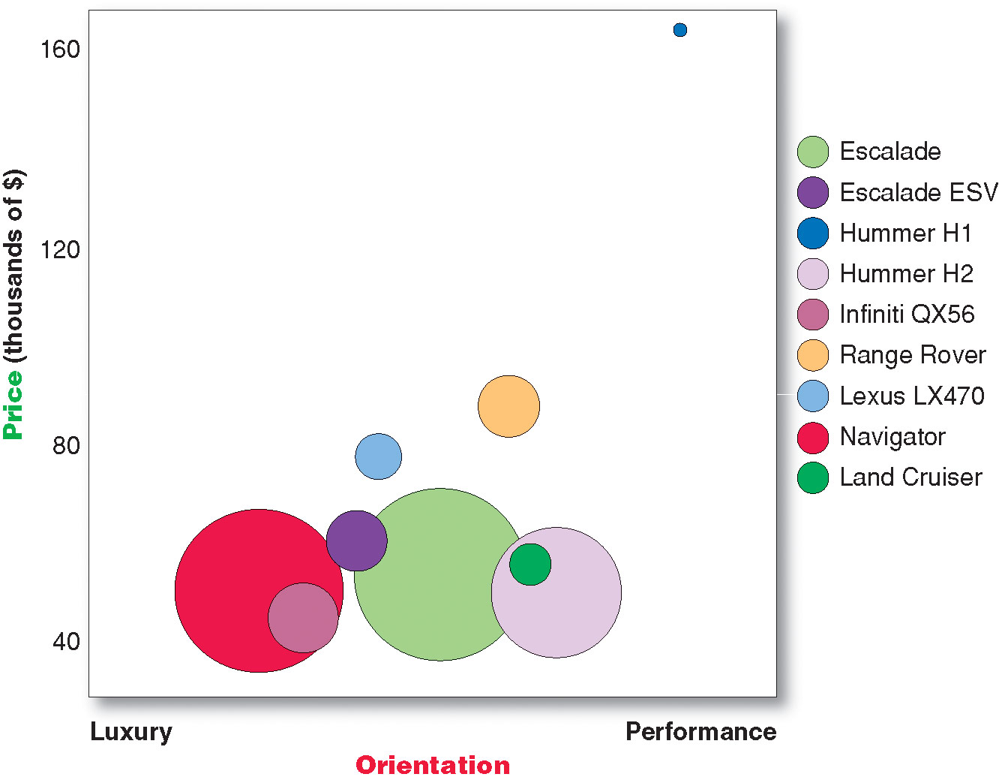 Price (thousands of $)
160
120
80
40
Luxury
Performance
Orientation
Escalade
Escalade ESV
Hummer H1
Hummer H2
Infiniti QX56
Range Rover
Lexus LX470
Navigator
Land Cruiser